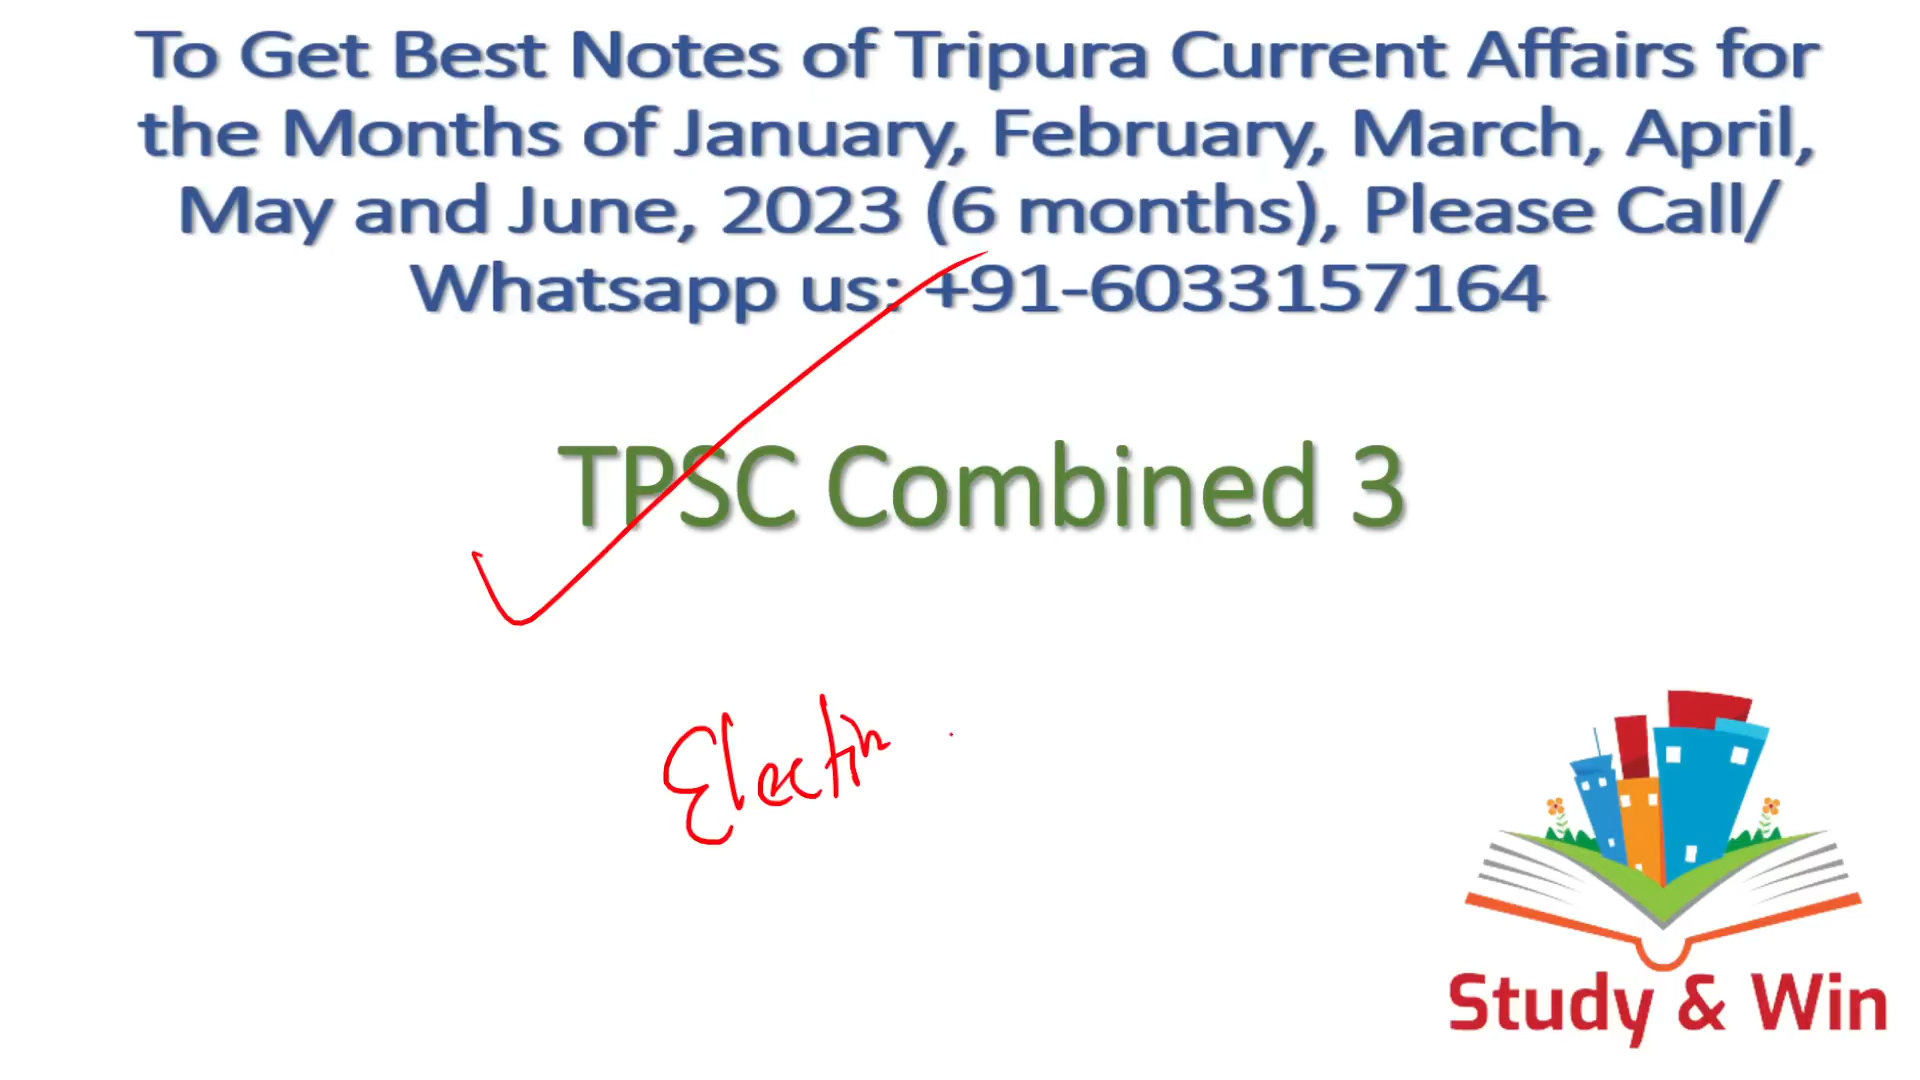 To Get Best Notes of Tripura Current Affairs for
the Months of January, February, March, April,
May and June, 2023 (6 months), Please Call/
Whatsapp us: +91-6033157164
TPSC Combined 3
Electin
Study & Win